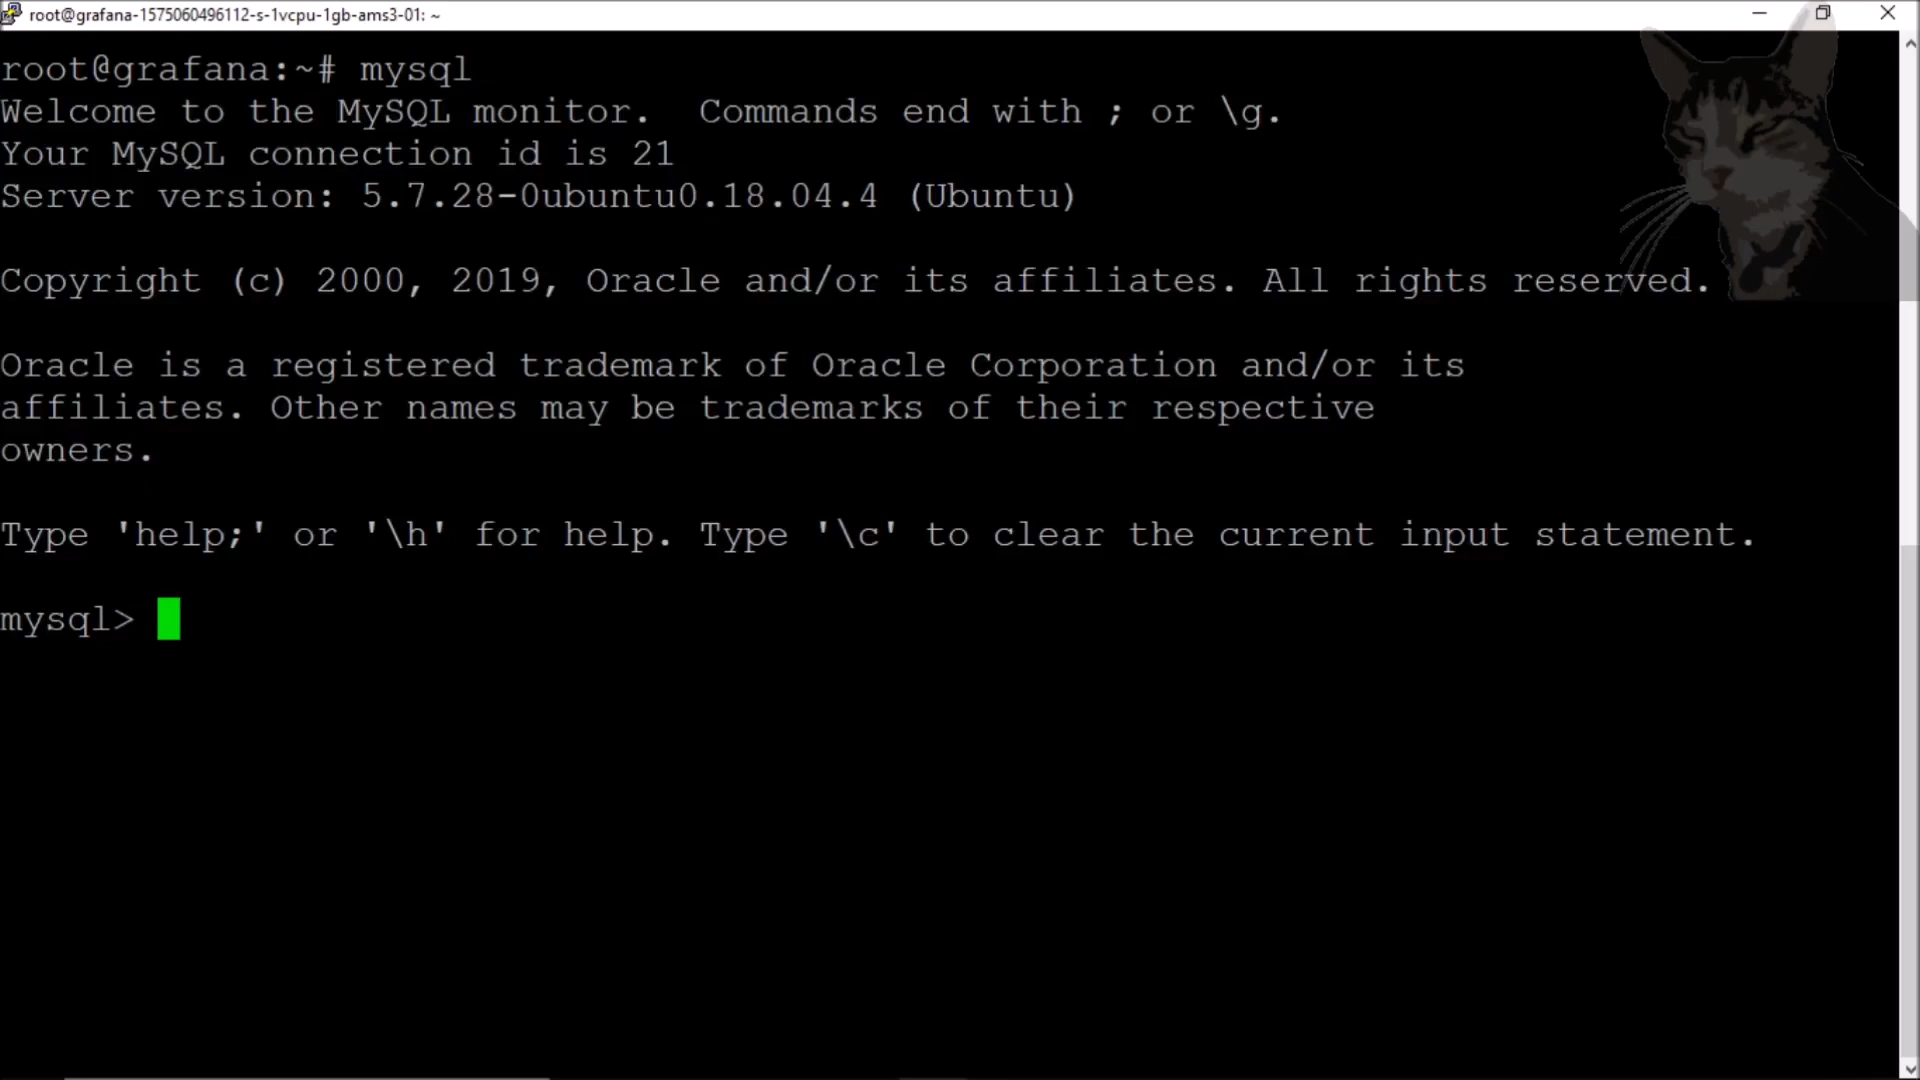 root@grafana-1575060496112-s-1vcpu-1gb-ams3-01: ~
root@grafana:~# mysql
Welcome to the MySQL monitor.  Commands end with ; or \g.
Your MySQL connection id is 21
Server version: 5.7.28-0ubuntu0.18.04.4 (Ubuntu)
Copyright (c) 2000, 2019, Oracle and/or its affiliates. All rights reserved.
Oracle is a registered trademark of Oracle Corporation and/or its
affiliates. Other names may be trademarks of their respective
owners.
Type 'help;' or '\h' for help. Type '\c' to clear the current input statement.
mysql>